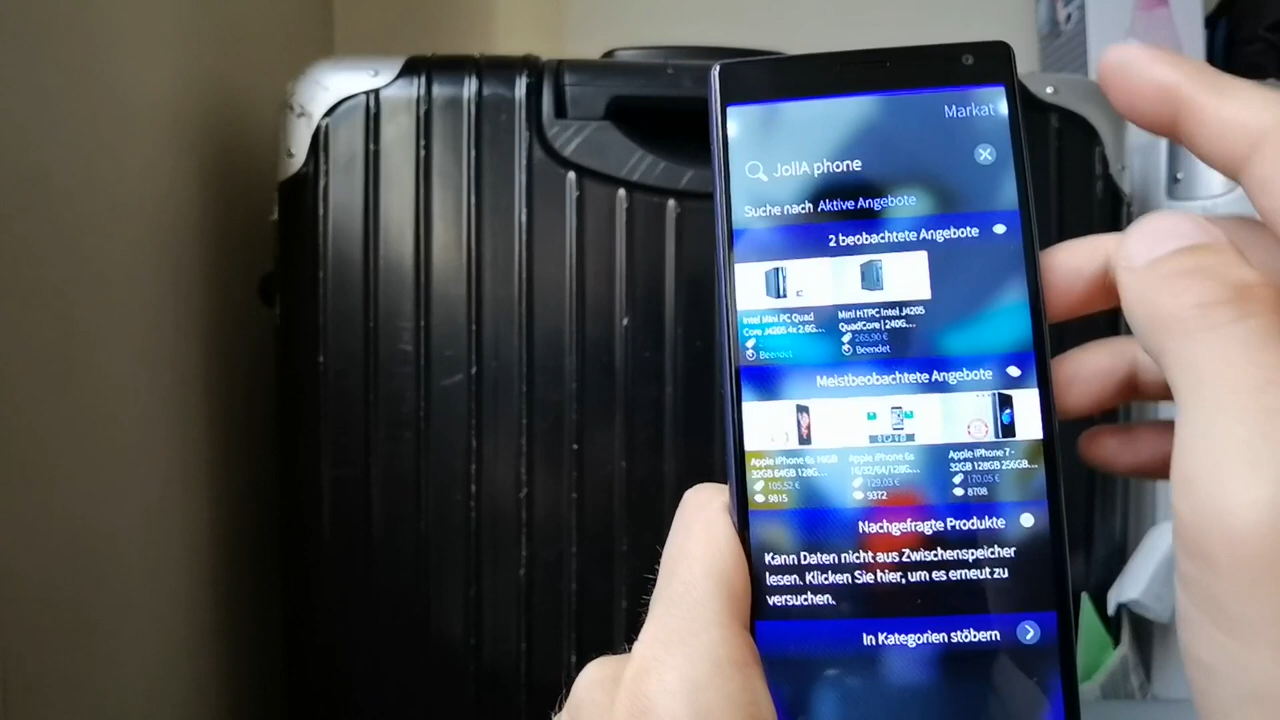 Markat
JollA phone
Suche nach Aktive Angebote
2 beobachtete Angebote
Intel Mini PC Quad
Core J4205 4x 2.6G...
Beendet
Mini HTPC Intel J4205
QuadCore | 240G...
265,90 €
Beendet
Meistbeobachtete Angebote
Apple iPhone 6s 16GB
32GB 64GB 128G...
105,52 €
9815
Apple iPhone 6s
16/32/64/128G...
129,03 €
9372
Apple iPhone 7 -
32GB 128GB 256GB...
170,05 €
8708
Nachgefragte Produkte
Kann Daten nicht aus Zwischenspeicher
lesen. Klicken Sie hier, um es erneut zu
versuchen.
In Kategorien stöbern